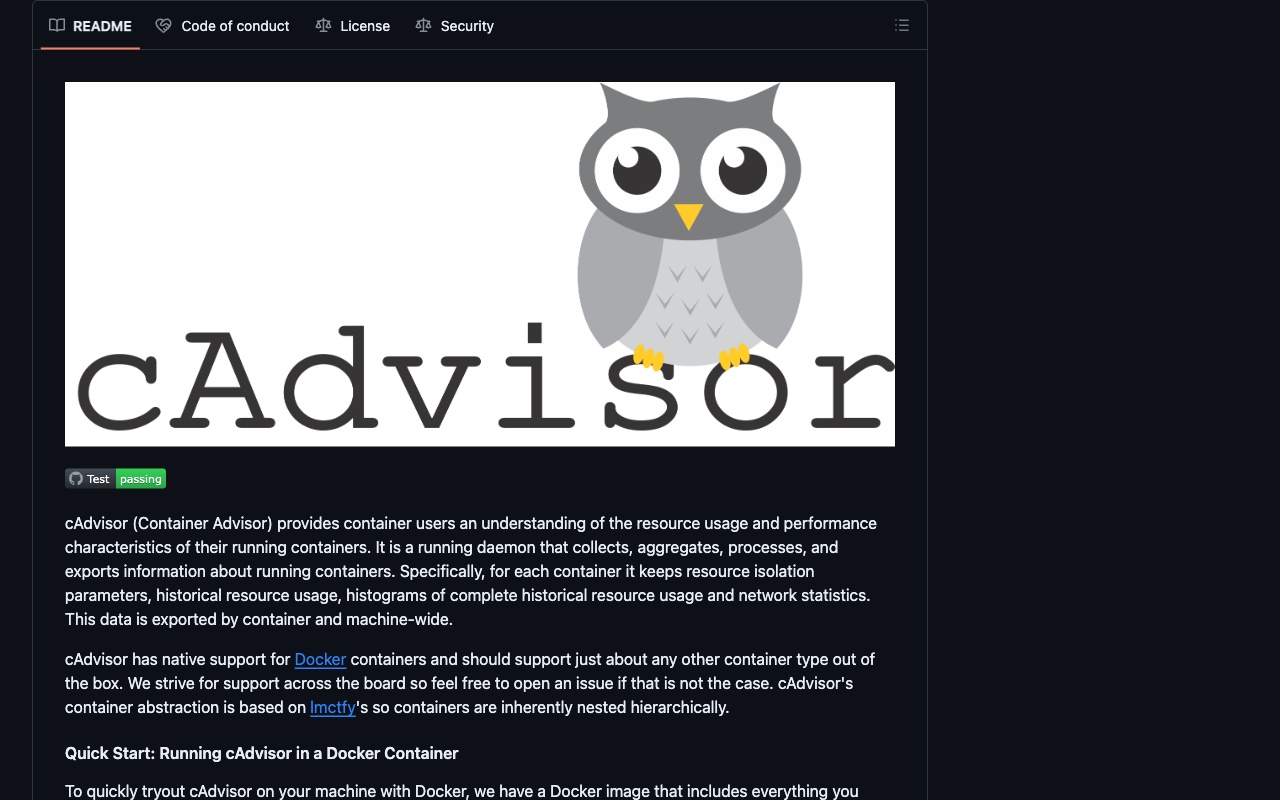 README Code of conduct License Security
cAdvisor
Test passing
cAdvisor (Container Advisor) provides container users an understanding of the resource usage and performance
characteristics of their running containers. It is a running daemon that collects, aggregates, processes, and
exports information about running containers. Specifically, for each container it keeps resource isolation
parameters, historical resource usage, histograms of complete historical resource usage and network statistics.
This data is exported by container and machine-wide.
cAdvisor has native support for Docker containers and should support just about any other container type out of
the box. We strive for support across the board so feel free to open an issue if that is not the case. cAdvisor's
container abstraction is based on lmctfy's so containers are inherently nested hierarchically.
Quick Start: Running cAdvisor in a Docker Container
To quickly tryout cAdvisor on your machine with Docker, we have a Docker image that includes everything you